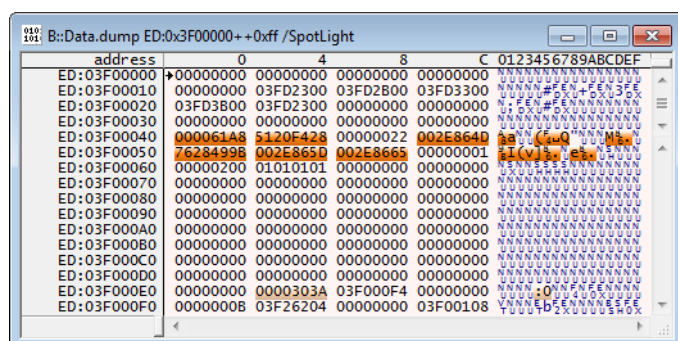 B::Data.dump ED:0x3F00000++0xff /SpotLight
address 0 4 8 C 0123456789ABCDEF
ED:03F00000 00000000 00000000 00000000 00000000
ED:03F00010 00000000 03FD2300 03FD2B00 03FD3300
ED:03F00020 03FD3B00 03FD2300 00000000 00000000
ED:03F00030 00000000 00000000 00000000 00000000
ED:03F00040 000061A8 5120F428 00000022 002E864D
ED:03F00050 7628499B 002E865D 002E8665 00000001
ED:03F00060 00000200 01010101 00000000 00000000
ED:03F00070 00000000 00000000 00000000 00000000
ED:03F00080 00000000 00000000 00000000 00000000
ED:03F00090 00000000 00000000 00000000 00000000
ED:03F000A0 00000000 00000000 00000000 00000000
ED:03F000B0 00000000 00000000 00000000 00000000
ED:03F000C0 00000000 00000000 00000000 00000000
ED:03F000D0 00000000 00000000 00000000 00000000
ED:03F000E0 00000000 0000303A 03F000F4 00000000
ED:03F000F0 0000000B 03F26204 00000000 03F00108